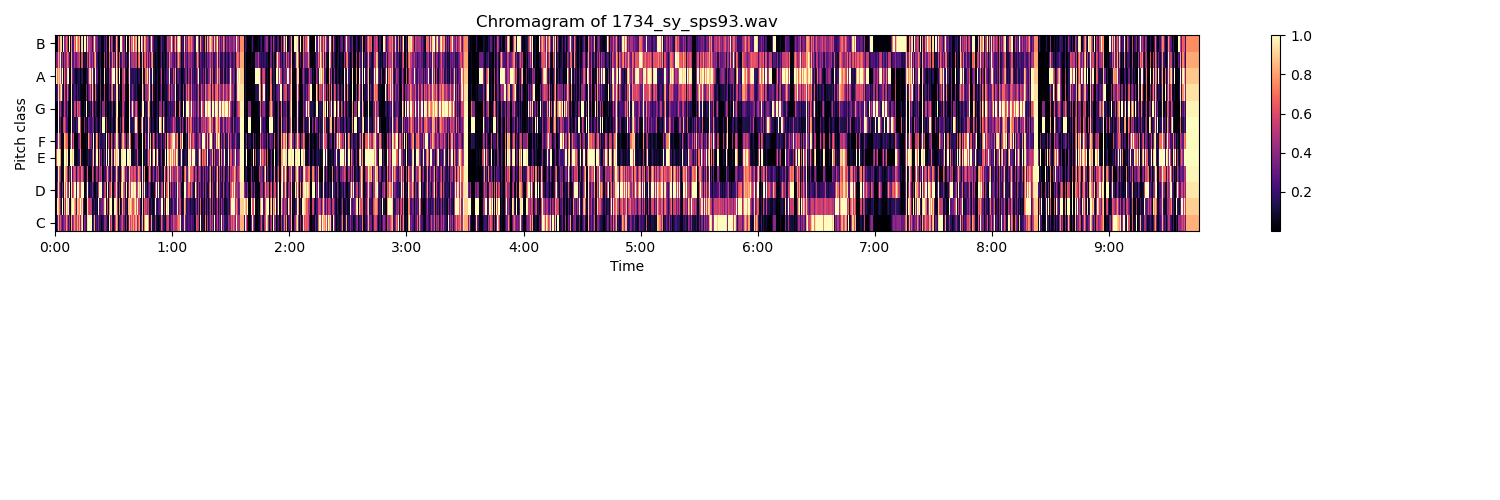 Chromagram of 1734_sy_sps93.wav
B
A
G
F
E
D
C
Pitch class
0:00 1:00 2:00 3:00 4:00 5:00 6:00 7:00 8:00 9:00
Time
1.0
0.8
0.6
0.4
0.2